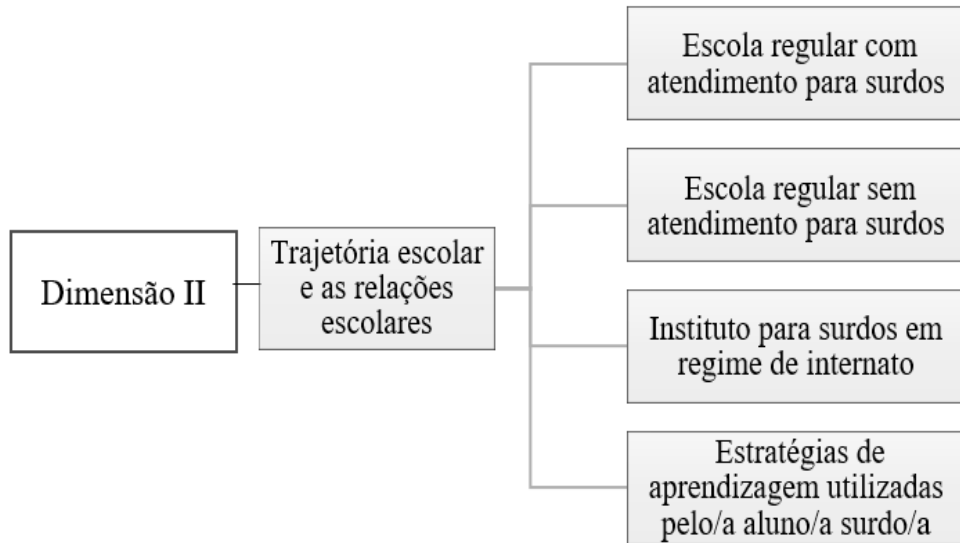 Dimensão II
Trajetória escolar
e as relações
escolares
Escola regular com
atendimento para surdos
Escola regular sem
atendimento para surdos
Instituto para surdos em
regime de internato
Estratégias de
aprendizagem utilizadas
pelo/a aluno/a surdo/a